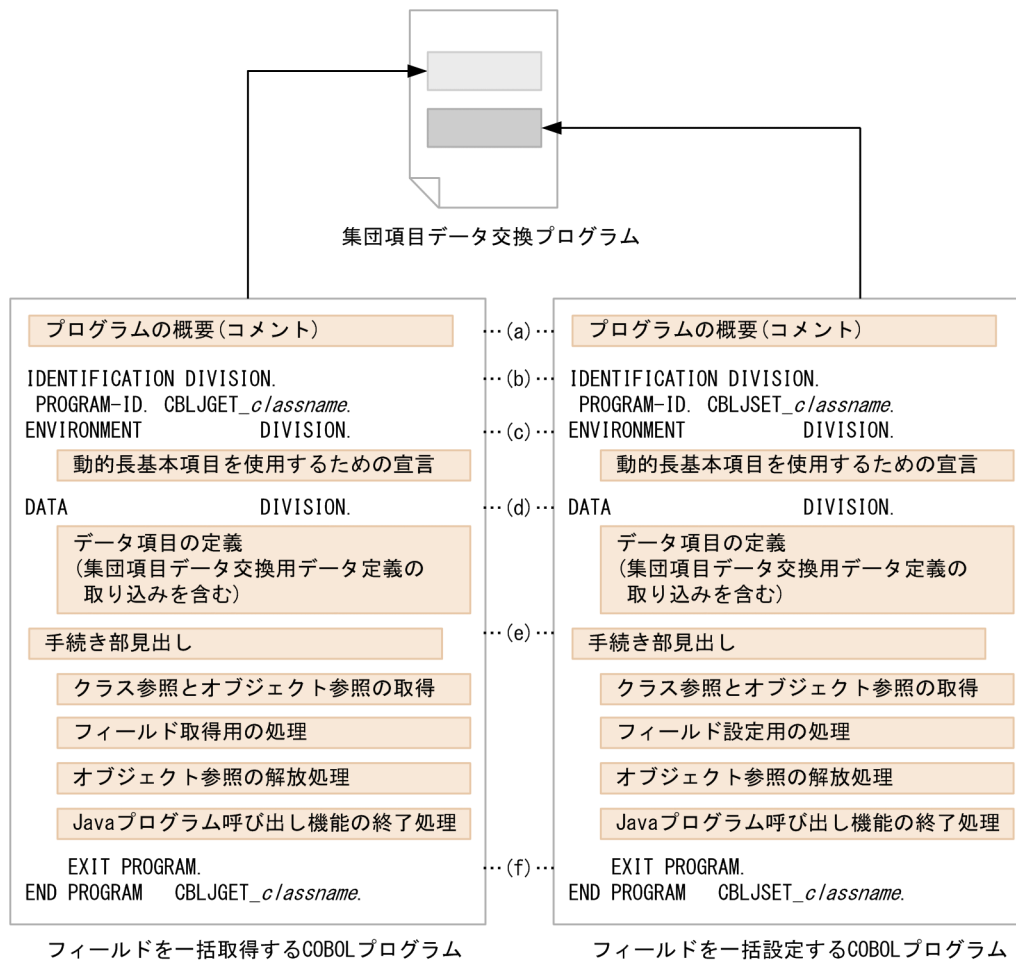 集団項目データ交換プログラム
プログラムの概要(コメント)
IDENTIFICATION DIVISION.
PROGRAM-ID. CBLJGET_classname.
ENVIRONMENT DIVISION.
動的長基本項目を使用するための宣言
DATA DIVISION.
データ項目の定義
(集団項目データ交換用データ定義の
取り込みを含む)
手続き部見出し
クラス参照とオブジェクト参照の取得
フィールド取得用の処理
オブジェクト参照の解放処理
Javaプログラム呼び出し機能の終了処理
EXIT PROGRAM.
END PROGRAM CBLJGET_classname.
フィールドを一括取得するCOBOLプログラム
…(a)…
…(b)…
…(c)…
…(d)…
…(e)…
…(f)…
プログラムの概要(コメント)
IDENTIFICATION DIVISION.
PROGRAM-ID. CBLJSET_classname.
ENVIRONMENT DIVISION.
動的長基本項目を使用するための宣言
DATA DIVISION.
データ項目の定義
(集団項目データ交換用データ定義の
取り込みを含む)
手続き部見出し
クラス参照とオブジェクト参照の取得
フィールド設定用の処理
オブジェクト参照の解放処理
Javaプログラム呼び出し機能の終了処理
EXIT PROGRAM.
END PROGRAM CBLJSET_classname.
フィールドを一括設定するCOBOLプログラム